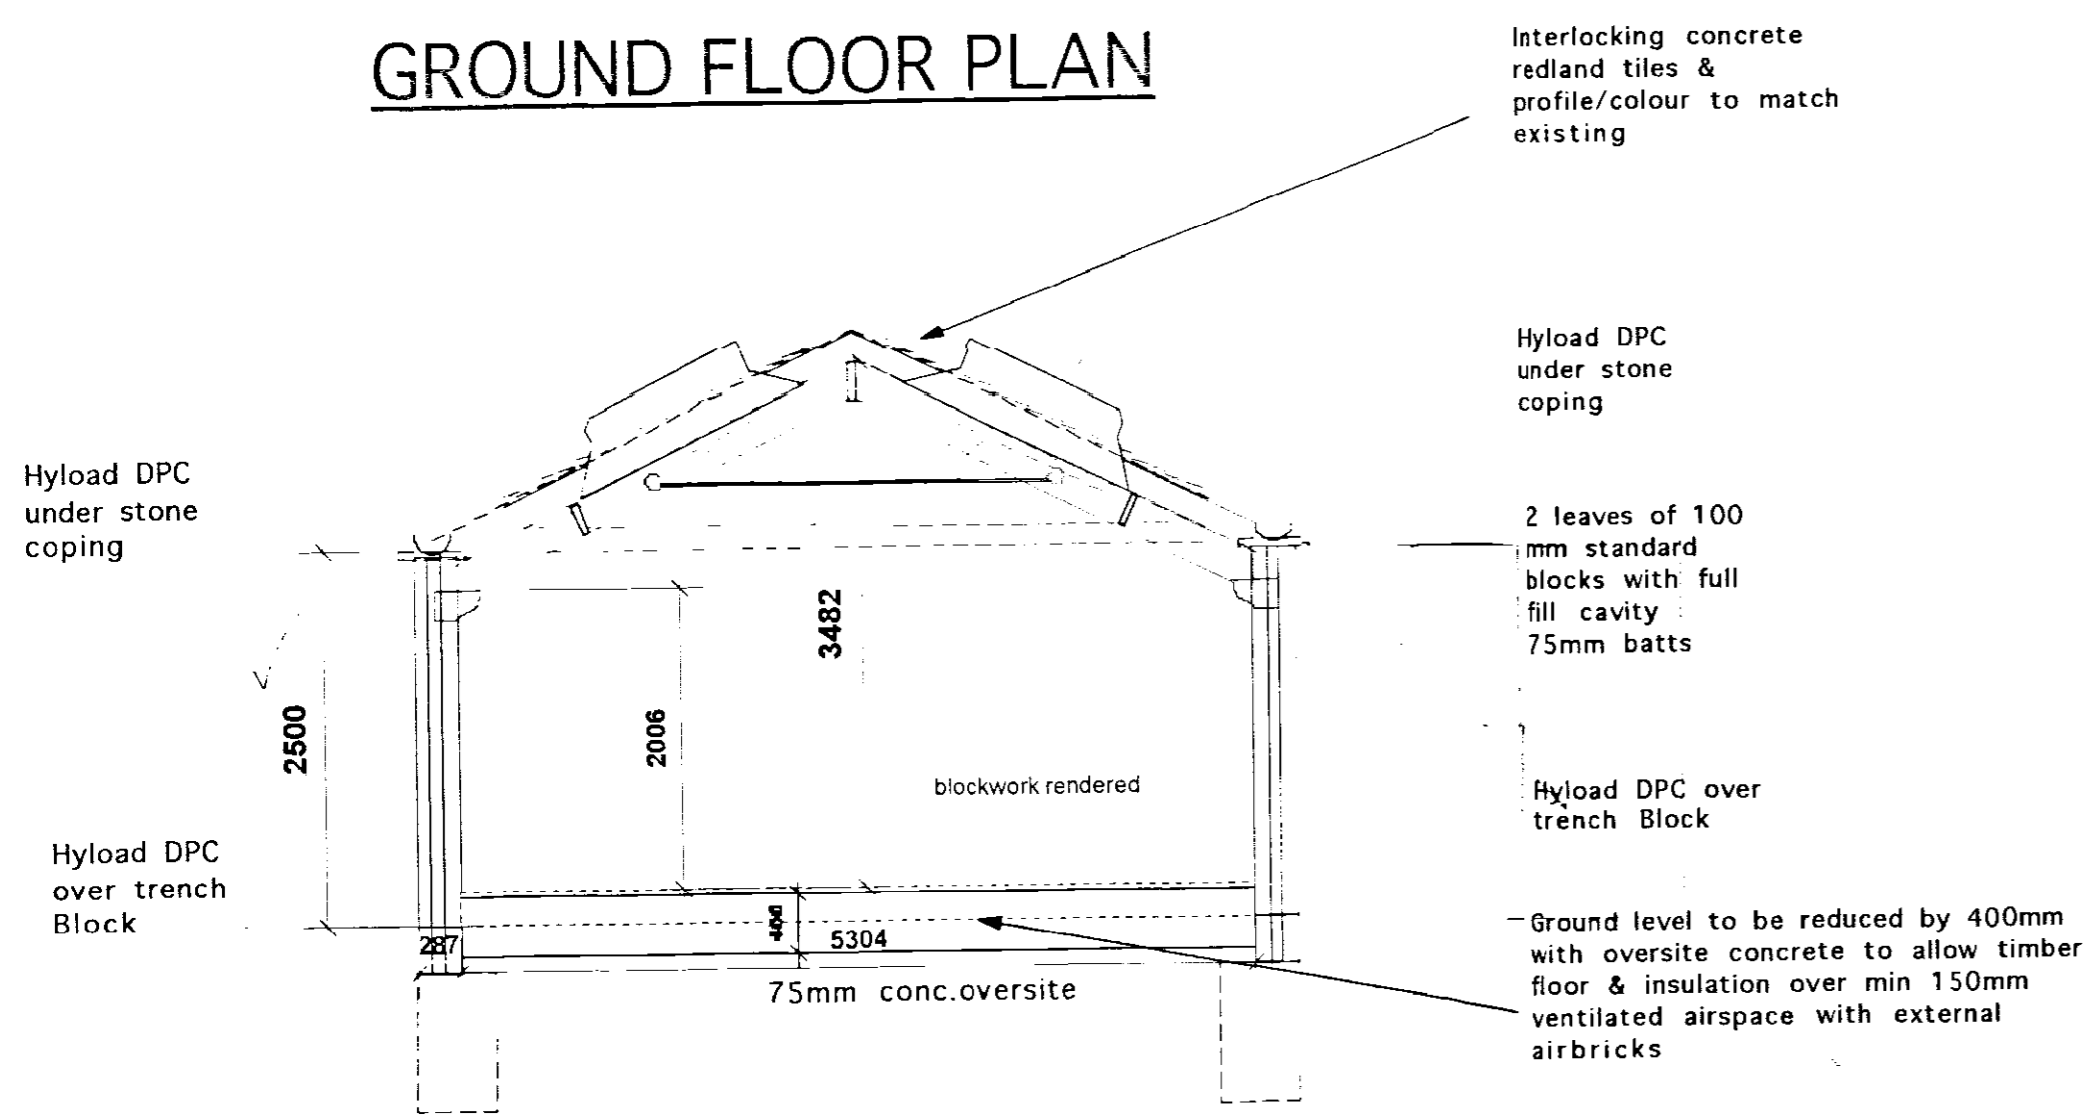 GROUND FLOOR PLAN
Interlocking concrete
redland tiles &
profile/colour to match
existing
Hyload DPC
under stone
coping
Hyload DPC
under stone
coping
2 leaves of 100
mm standard
blocks with full
fill cavity
75mm batts
3482
2500
2006
blockwork rendered
Hyload DPC over
trench Block
Hyload DPC
over trench
Block
287
5304
75mm conc.oversite
Ground level to be reduced by 400mm
with oversite concrete to allow timber
floor & insulation over min 150mm
ventilated airspace with external
airbricks